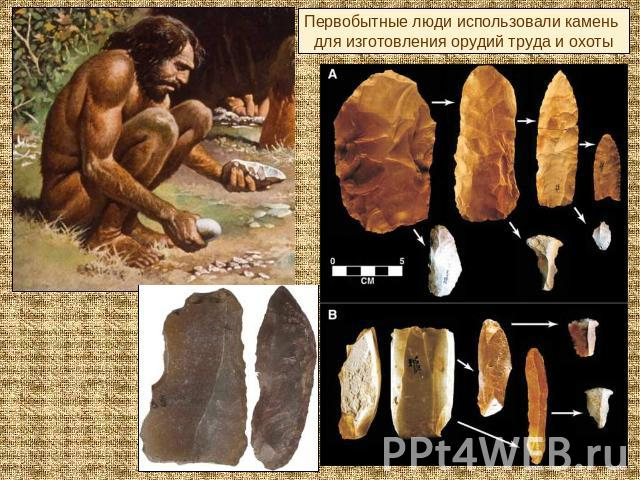 Первобытные люди использовали камень
для изготовления орудий труда и охоты
A
0 5
CM
B
PPt4WEB.ru